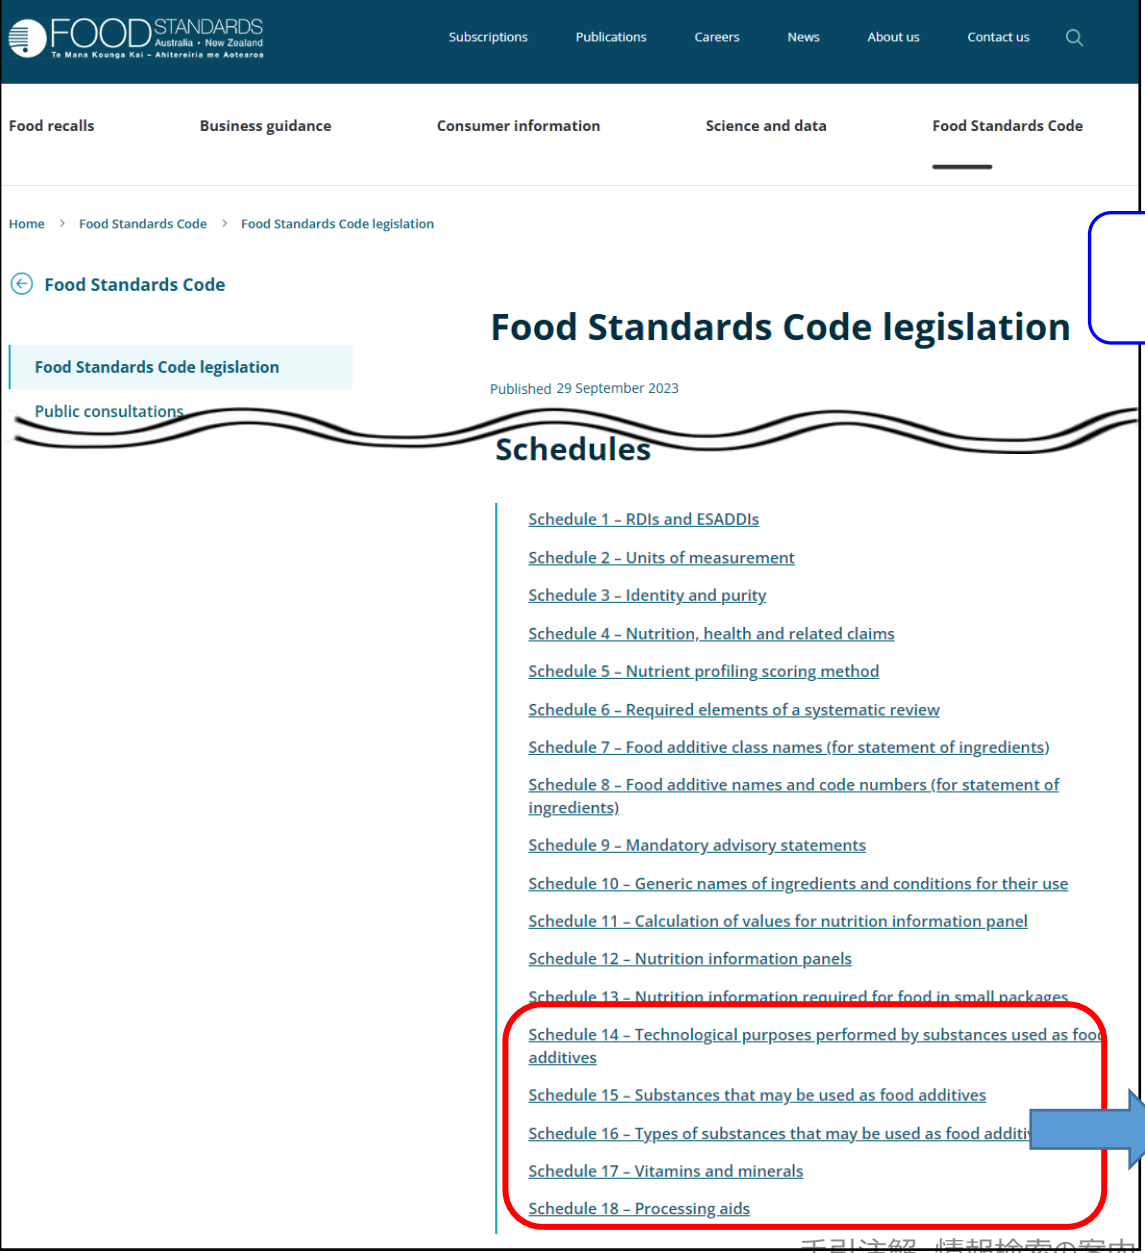 FOOD STANDARDS
Australia • New Zealand
Te Mana Kounga Kai – Ahitereiria me Aotearoa
Subscriptions Publications Careers News About us Contact us
Food recalls Business guidance Consumer information Science and data Food Standards Code
Home > Food Standards Code > Food Standards Code legislation
Food Standards Code
Food Standards Code legislation
Food Standards Code legislation
Published 29 September 2023
Public consultations
Schedules
Schedule 1 – RDIs and ESADDIs
Schedule 2 – Units of measurement
Schedule 3 – Identity and purity
Schedule 4 – Nutrition, health and related claims
Schedule 5 – Nutrient profiling scoring method
Schedule 6 – Required elements of a systematic review
Schedule 7 – Food additive class names (for statement of ingredients)
Schedule 8 – Food additive names and code numbers (for statement of
ingredients)
Schedule 9 – Mandatory advisory statements
Schedule 10 – Generic names of ingredients and conditions for their use
Schedule 11 – Calculation of values for nutrition information panel
Schedule 12 – Nutrition information panels
Schedule 13 – Nutrition information required for food in small packages
Schedule 14 – Technological purposes performed by substances used as food
additives
Schedule 15 – Substances that may be used as food additives
Schedule 16 – Types of substances that may be used as food
Schedule 17 – Vitamins and minerals
Schedule 18 – Processing aids